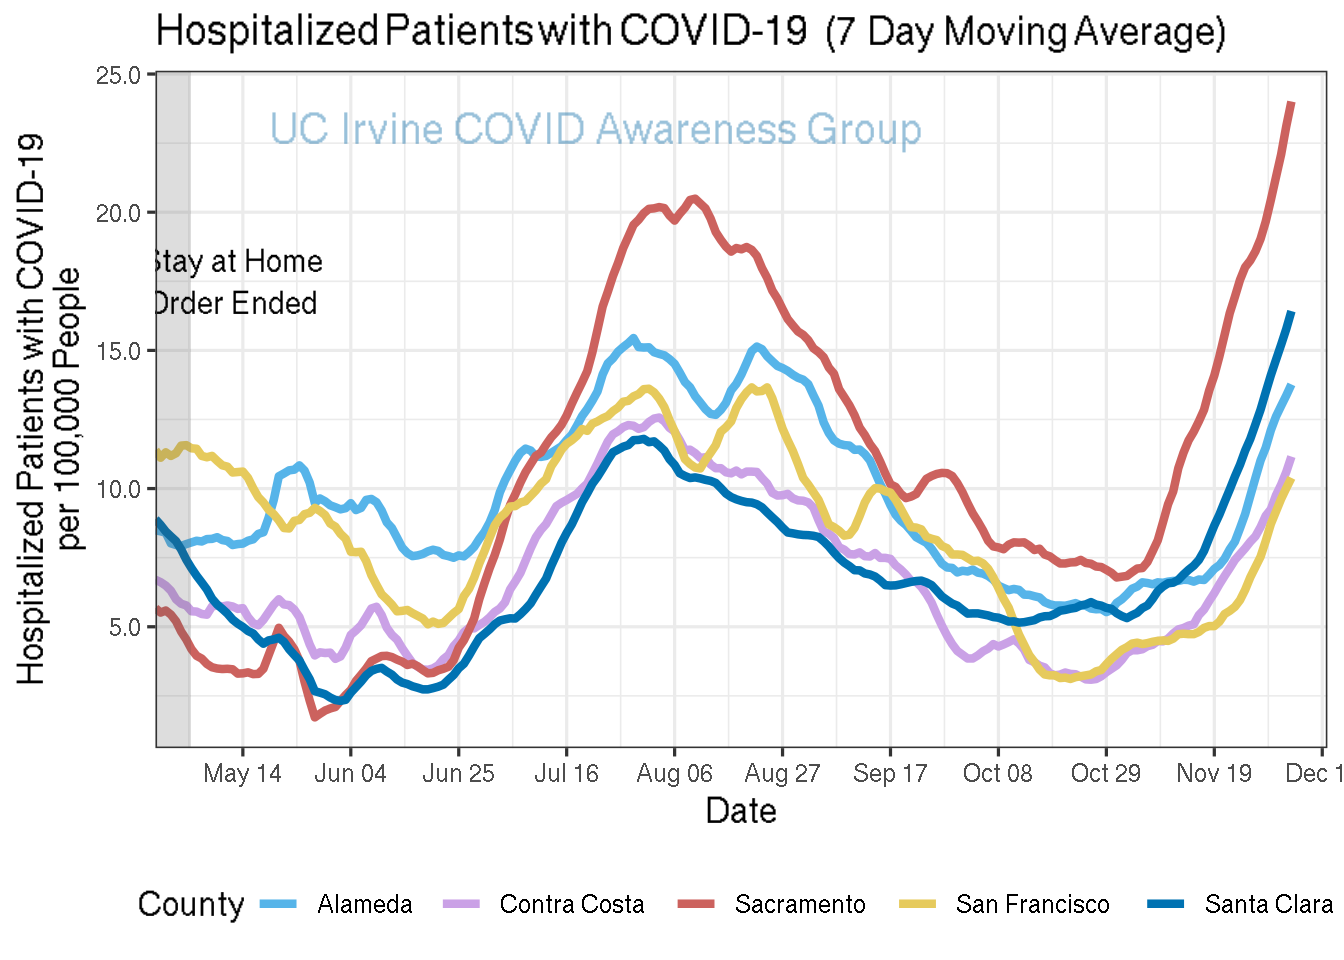 Hospitalized Patients with COVID-19 (7 Day Moving Average)
25.0
20.0
15.0
10.0
5.0
Hospitalized Patients with COVID-19
per 100,000 People
UC Irvine COVID Awareness Group
Stay at Home
Order Ended
May 14 Jun 04 Jun 25 Jul 16 Aug 06 Aug 27 Sep 17 Oct 08 Oct 29 Nov 19 Dec 1
Date
County Alameda Contra Costa Sacramento San Francisco Santa Clara